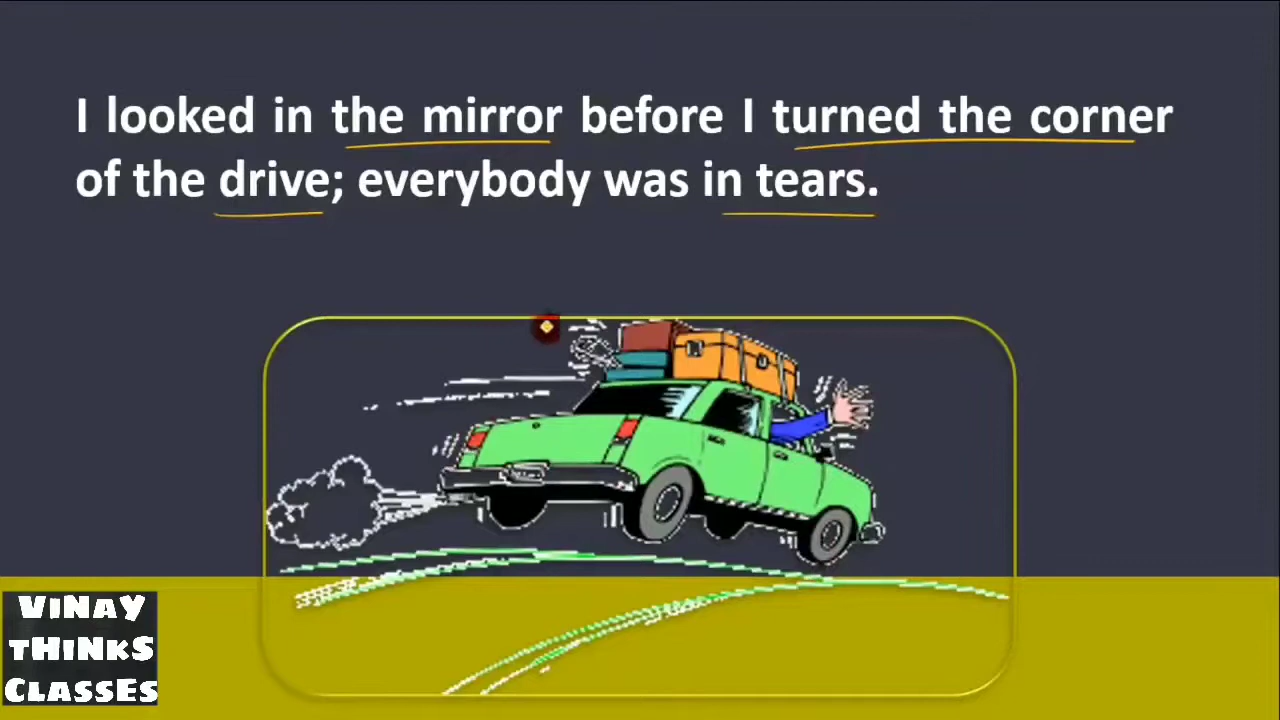 I looked in the mirror before I turned the corner
of the drive; everybody was in tears.
ViNAY
THiNKS
CLASSES